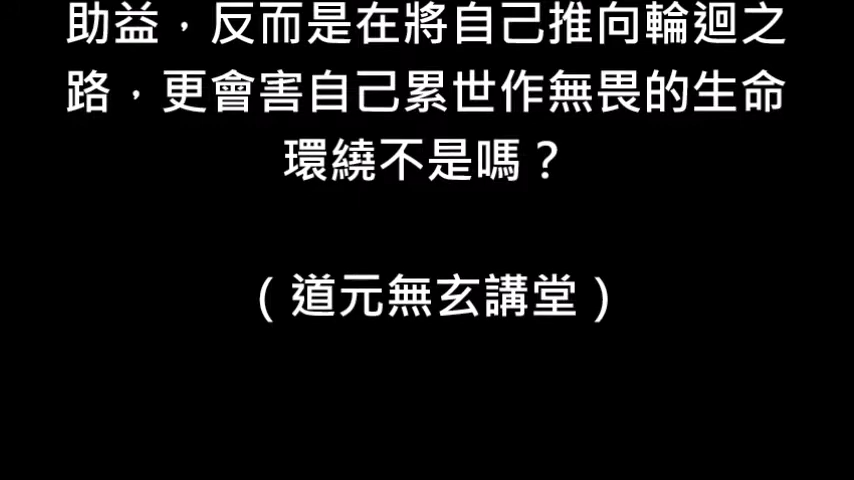 助益，反而是在將自己推向輪迴之
路，更會害自己累世作無畏的生命
環繞不是嗎？
（道元無玄講堂）